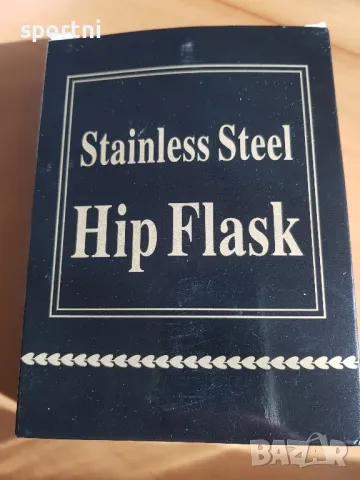 sportni
Stainless Steel
Hip Flask
BAZAR